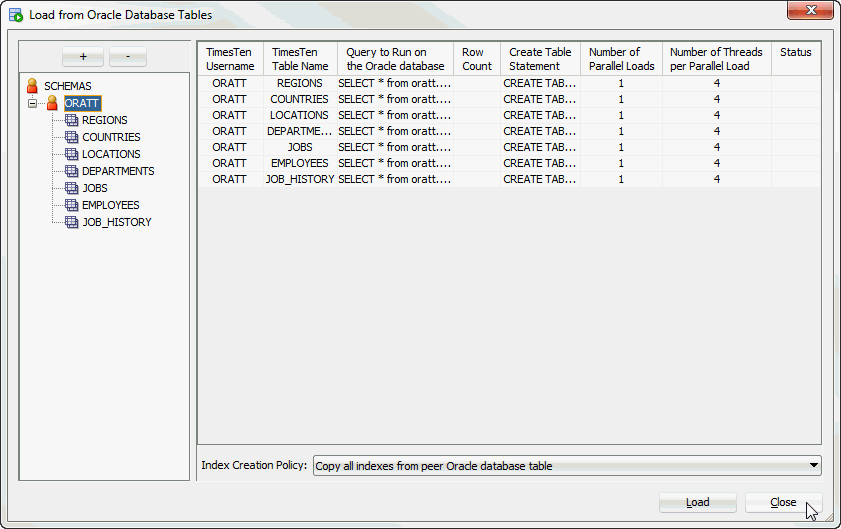 Load from Oracle Database Tables
+ -
SCHEMAS
ORATT
REGIONS
COUNTRIES
LOCATIONS
DEPARTMENTS
JOBS
EMPLOYEES
JOB_HISTORY
TimesTen Username TimesTen Table Name Query to Run on the Oracle database Row Count Create Table Statement Number of Parallel Loads Number of Threads per Parallel Load Status
ORATT REGIONS SELECT * from oratt.... CREATE TAB... 1 4
ORATT COUNTRIES SELECT * from oratt.... CREATE TAB... 1 4
ORATT LOCATIONS SELECT * from oratt.... CREATE TAB... 1 4
ORATT DEPARTME... SELECT * from oratt.... CREATE TAB... 1 4
ORATT JOBS SELECT * from oratt.... CREATE TAB... 1 4
ORATT EMPLOYEES SELECT * from oratt.... CREATE TAB... 1 4
ORATT JOB_HISTORY SELECT * from oratt.... CREATE TAB... 1 4
Index Creation Policy: Copy all indexes from peer Oracle database table
Load Close